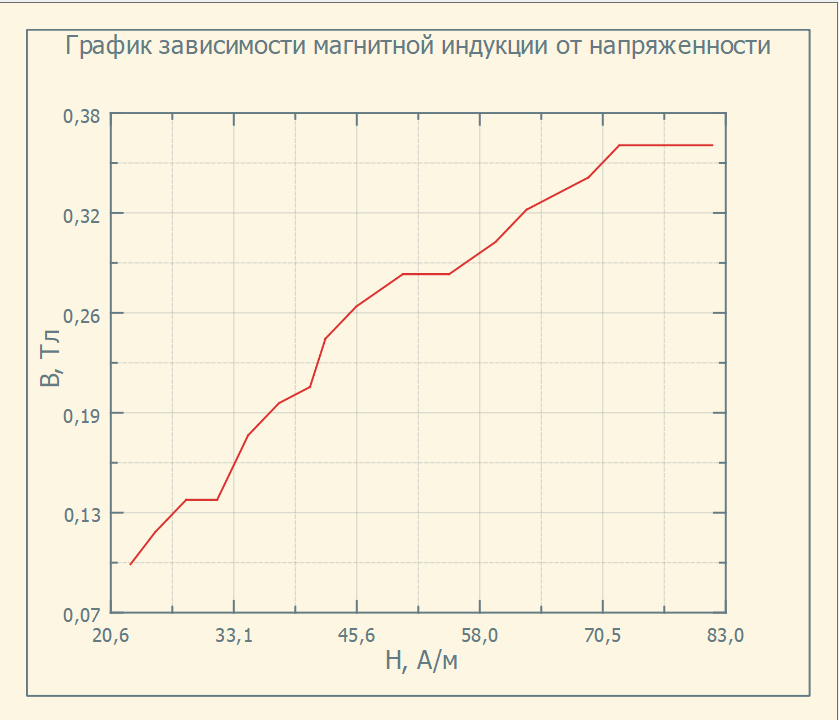 График зависимости магнитной индукции от напряженности
0,38
0,32
0,26
0,19
0,13
0,07
В, Тл
20,6 33,1 45,6 58,0 70,5 83,0
Н, А/м